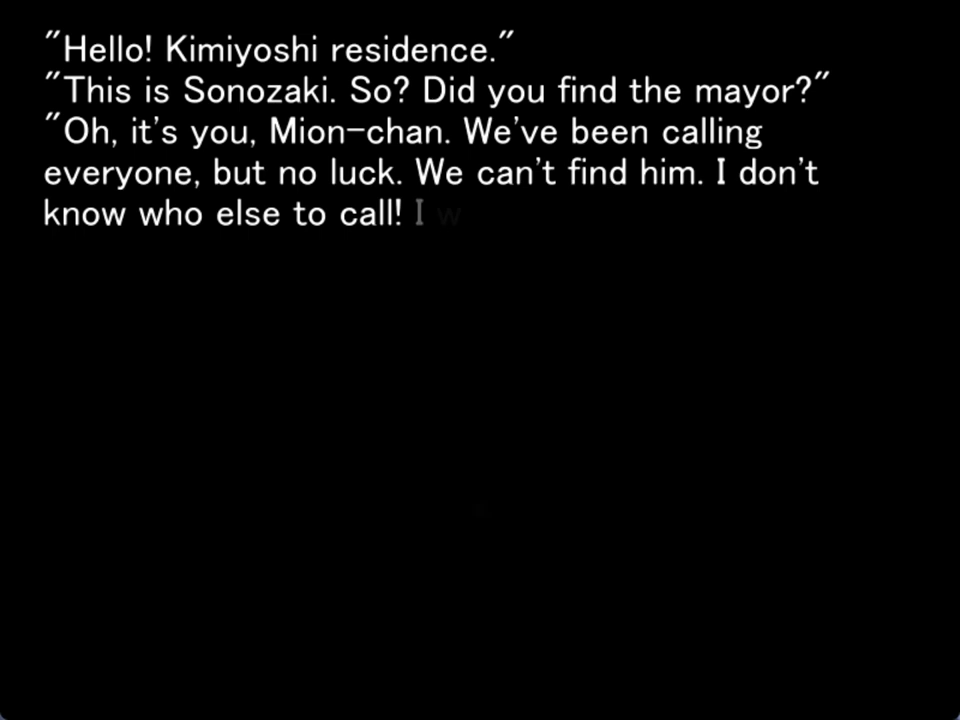 "Hello! Kimiyoshi residence."
"This is Sonozaki. So? Did you find the mayor?"
"Oh, it's you, Mion-chan. We've been calling
everyone, but no luck. We can't find him. I don't
know who else to call! I w